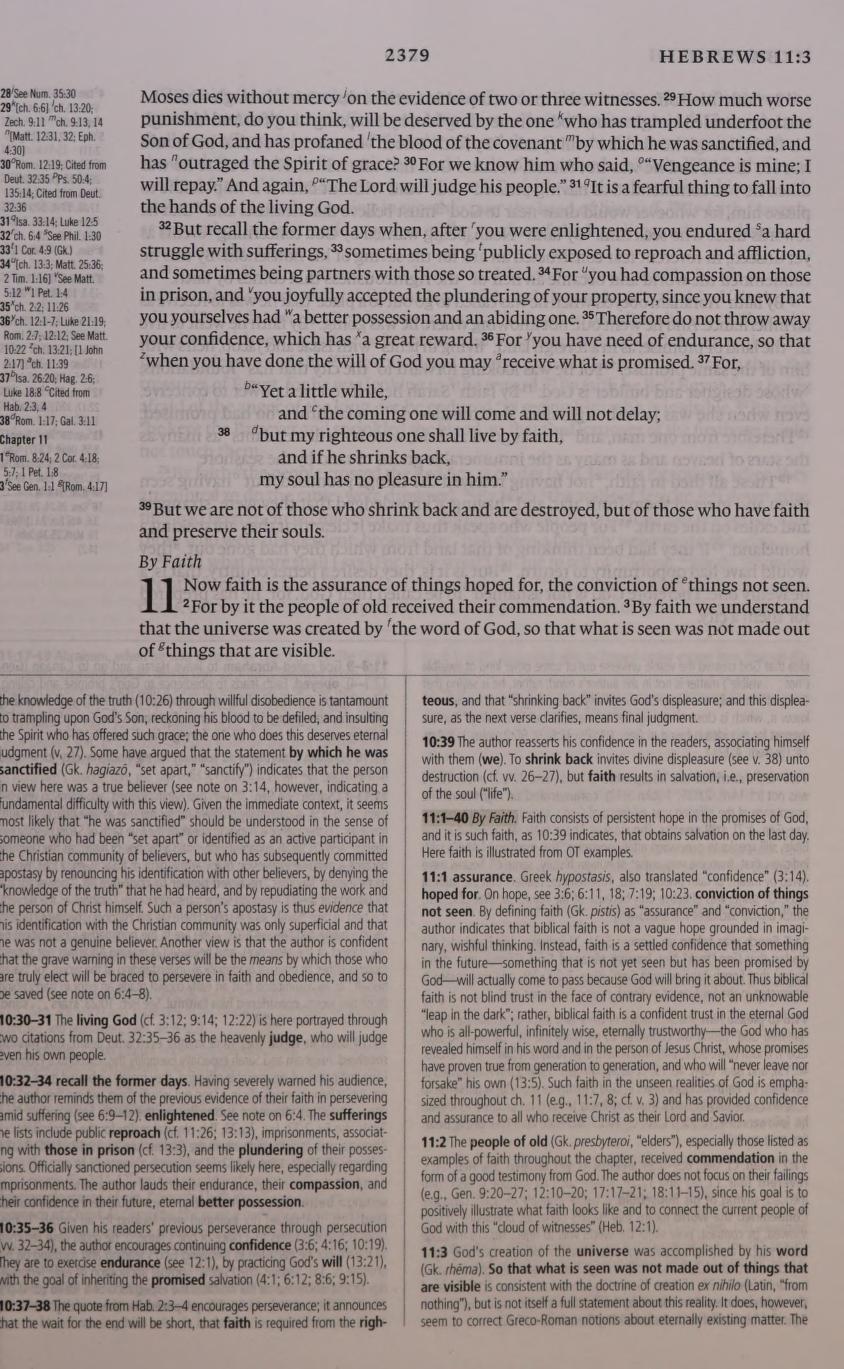 2379 HEBREWS 11:3
28 j See Num. 35:30
29 k [ch. 6:6] l ch. 13:20;
Zech. 9:11 m ch. 9:13, 14
n [Matt. 12:31, 32; Eph.
4:30]
30 o Rom. 12:19; Cited from
Deut. 32:35 p Ps. 50:4;
135:14; Cited from Deut.
32:36
31 q Isa. 33:14; Luke 12:5
32 r ch. 6:4 s See Phil. 1:30
33 t 1 Cor. 4:9 (Gk.)
34 u [ch. 13:3; Matt. 25:36;
2 Tim. 1:16] v See Matt.
5:12 w 1 Pet. 1:4
35 x ch. 2:2; 11:26
36 y ch. 12:1-7; Luke 21:19;
Rom. 2:7; 12:12; See Matt.
10:22 z ch. 13:21; [1 John
2:17] a ch. 11:39
37 b Isa. 26:20; Hag. 2:6;
Luke 18:8 c Cited from
Hab. 2:3, 4
38 d Rom. 1:17; Gal. 3:11
Chapter 11
1 e Rom. 8:24; 2 Cor. 4:18;
5:7; 1 Pet. 1:8
3 f See Gen. 1:1 g [Rom. 4:17]
Moses dies without mercy j on the evidence of two or three witnesses. 29 How much worse
punishment, do you think, will be deserved by the one k who has trampled underfoot the
Son of God, and has profaned l the blood of the covenant m by which he was sanctified, and
has n outraged the Spirit of grace? 30 For we know him who said, o “Vengeance is mine; I
will repay.” And again, p “The Lord will judge his people.” 31 q It is a fearful thing to fall into
the hands of the living God.
32 But recall the former days when, after r you were enlightened, you endured s a hard
struggle with sufferings, 33 sometimes being t publicly exposed to reproach and affliction,
and sometimes being partners with those so treated. 34 For u you had compassion on those
in prison, and v you joyfully accepted the plundering of your property, since you knew that
you yourselves had w a better possession and an abiding one. 35 Therefore do not throw away
your confidence, which has x a great reward. 36 For y you have need of endurance, so that
z when you have done the will of God you may a receive what is promised. 37 For,
b “Yet a little while,
and c the coming one will come and will not delay;
38 d but my righteous one shall live by faith,
and if he shrinks back,
my soul has no pleasure in him.”
39 But we are not of those who shrink back and are destroyed, but of those who have faith
and preserve their souls.
By Faith
11 Now faith is the assurance of things hoped for, the conviction of e things not seen.
2 For by it the people of old received their commendation. 3 By faith we understand
that the universe was created by f the word of God, so that what is seen was not made out
of g things that are visible.
the knowledge of the truth (10:26) through willful disobedience is tantamount
to trampling upon God’s Son, reckoning his blood to be defiled, and insulting
the Spirit who has offered such grace; the one who does this deserves eternal
judgment (v. 27). Some have argued that the statement by which he was
sanctified (Gk. hagiazō, “set apart,” “sanctify”) indicates that the person
in view here was a true believer (see note on 3:14, however, indicating a
fundamental difficulty with this view). Given the immediate context, it seems
most likely that “he was sanctified” should be understood in the sense of
someone who had been “set apart” or identified as an active participant in
the Christian community of believers, but who has subsequently committed
apostasy by renouncing his identification with other believers, by denying the
“knowledge of the truth” that he had heard, and by repudiating the work and
the person of Christ himself. Such a person’s apostasy is thus evidence that
his identification with the Christian community was only superficial and that
he was not a genuine believer. Another view is that the author is confident
that the grave warning in these verses will be the means by which those who
are truly elect will be braced to persevere in faith and obedience, and so to
be saved (see note on 6:4–8).
10:30–31 The living God (cf. 3:12; 9:14; 12:22) is here portrayed through
two citations from Deut. 32:35–36 as the heavenly judge, who will judge
even his own people.
10:32–34 recall the former days. Having severely warned his audience,
the author reminds them of the previous evidence of their faith in persevering
amid suffering (see 6:9–12). enlightened. See note on 6:4. The sufferings
he lists include public reproach (cf. 11:26; 13:13), imprisonments, associat-
ing with those in prison (cf. 13:3), and the plundering of their posses-
sions. Officially sanctioned persecution seems likely here, especially regarding
imprisonments. The author lauds their endurance, their compassion, and
their confidence in their future, eternal better possession.
10:35–36 Given his readers’ previous perseverance through persecution
(vv. 32–34), the author encourages continuing confidence (3:6; 4:16; 10:19).
They are to exercise endurance (see 12:1), by practicing God’s will (13:21),
with the goal of inheriting the promised salvation (4:1; 6:12; 8:6; 9:15).
10:37–38 The quote from Hab. 2:3–4 encourages perseverance; it announces
that the wait for the end will be short, that faith is required from the righ-
teous, and that “shrinking back” invites God’s displeasure; and this displea-
sure, as the next verse clarifies, means final judgment.
10:39 The author reasserts his confidence in the readers, associating himself
with them (we). To shrink back invites divine displeasure (see v. 38) unto
destruction (cf. vv. 26–27), but faith results in salvation, i.e., preservation
of the soul (“life”).
11:1–40 By Faith. Faith consists of persistent hope in the promises of God,
and it is such faith, as 10:39 indicates, that obtains salvation on the last day.
Here faith is illustrated from OT examples.
11:1 assurance. Greek hypostasis, also translated “confidence” (3:14).
hoped for. On hope, see 3:6; 6:11, 18; 7:19; 10:23. conviction of things
not seen. By defining faith (Gk. pistis) as “assurance” and “conviction,” the
author indicates that biblical faith is not a vague hope grounded in imagi-
nary, wishful thinking. Instead, faith is a settled confidence that something
in the future—something that is not yet seen but has been promised by
God—will actually come to pass because God will bring it about. Thus biblical
faith is not blind trust in the face of contrary evidence, not an unknowable
“leap in the dark”; rather, biblical faith is a confident trust in the eternal God
who is all-powerful, infinitely wise, eternally trustworthy—the God who has
revealed himself in his word and in the person of Jesus Christ, whose promises
have proven true from generation to generation, and who will “never leave nor
forsake” his own (13:5). Such faith in the unseen realities of God is empha-
sized throughout ch. 11 (e.g., 11:7, 8; cf. v. 3) and has provided confidence
and assurance to all who receive Christ as their Lord and Savior.
11:2 The people of old (Gk. presbyteroi, “elders”), especially those listed as
examples of faith throughout the chapter, received commendation in the
form of a good testimony from God. The author does not focus on their failings
(e.g., Gen. 9:20–27; 12:10–20; 17:17–21; 18:11–15), since his goal is to
positively illustrate what faith looks like and to connect the current people of
God with this “cloud of witnesses” (Heb. 12:1).
11:3 God’s creation of the universe was accomplished by his word
(Gk. rhēma). So that what is seen was not made out of things that
are visible is consistent with the doctrine of creation ex nihilo (Latin, “from
nothing”), but is not itself a full statement about this reality. It does, however,
seem to correct Greco-Roman notions about eternally existing matter. The